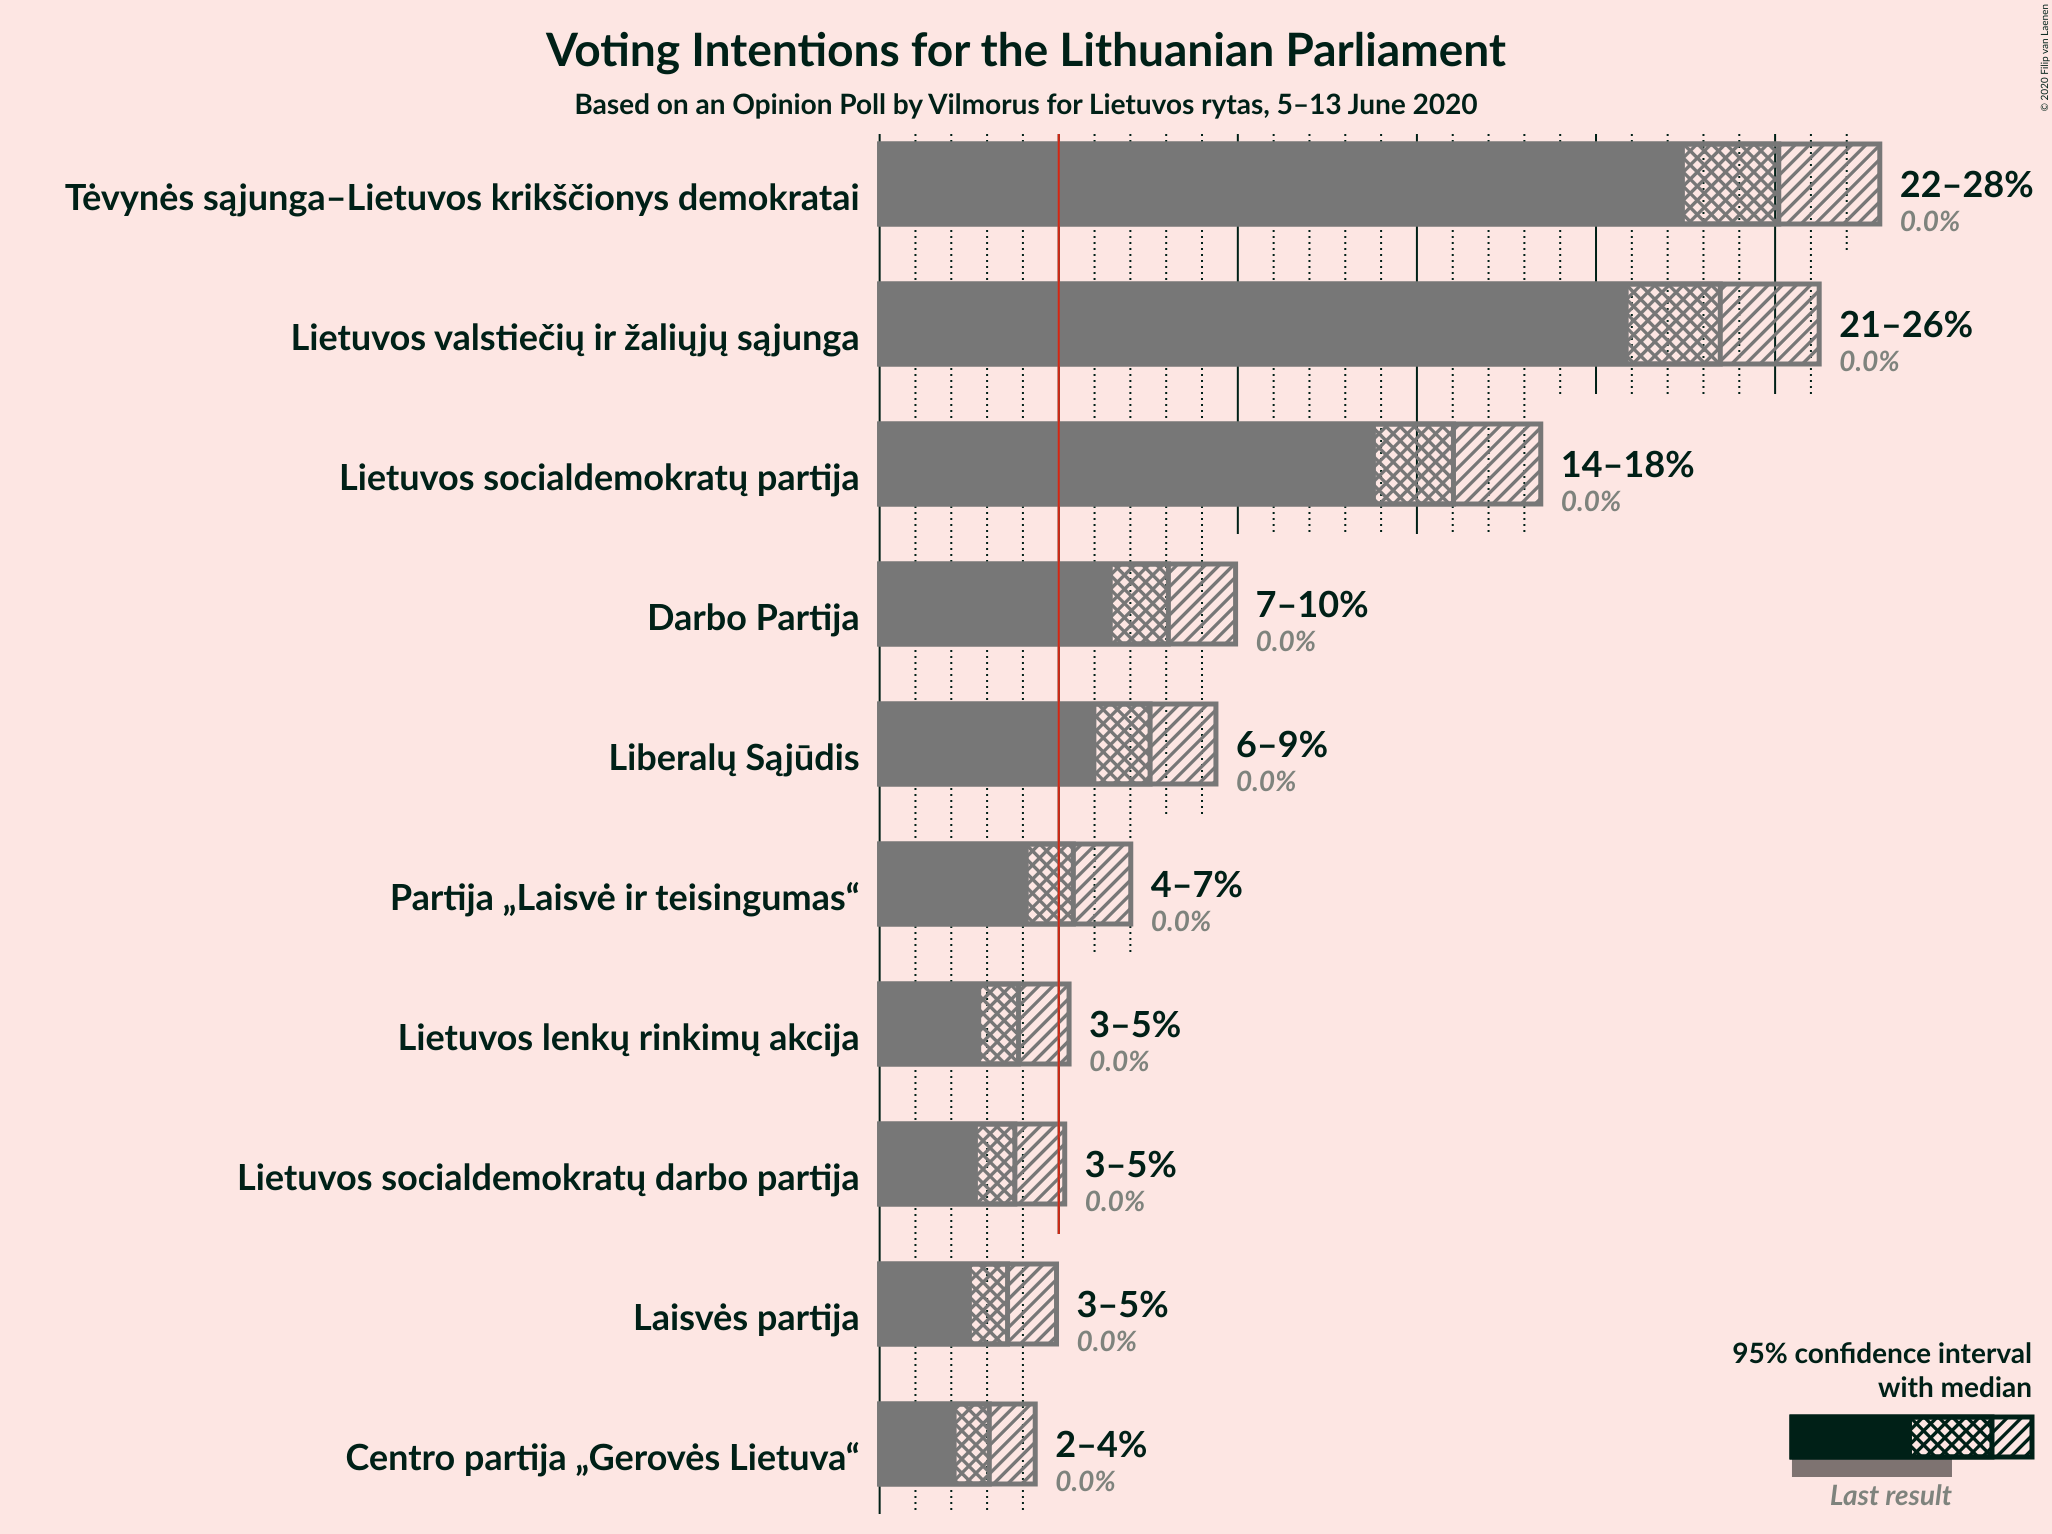 Voting Intentions for the Lithuanian Parliament
Based on an Opinion Poll by Vilmorus for Lietuvos rytas, 5–13 June 2020
© 2020 Filip van Laenen
Tėvynės sąjunga–Lietuvos krikščionys demokratai
22–28%
0.0%
Lietuvos valstiečių ir žaliųjų sąjunga
21–26%
0.0%
Lietuvos socialdemokratų partija
14–18%
0.0%
Darbo Partija
7–10%
0.0%
Liberalų Sąjūdis
6–9%
0.0%
Partija „Laisvė ir teisingumas“
4–7%
0.0%
Lietuvos lenkų rinkimų akcija
3–5%
0.0%
Lietuvos socialdemokratų darbo partija
3–5%
0.0%
Laisvės partija
3–5%
0.0%
Centro partija „Gerovės Lietuva“
2–4%
0.0%
95% confidence interval
with median
Last result